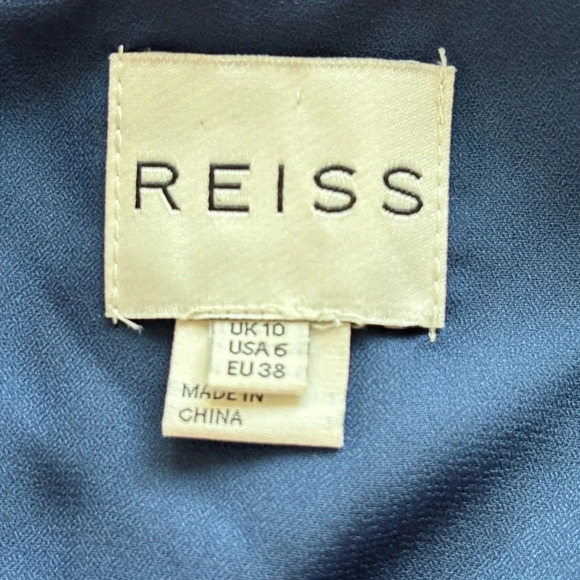 REISS
UK 10
USA 6
EU 38
MADE IN
CHINA